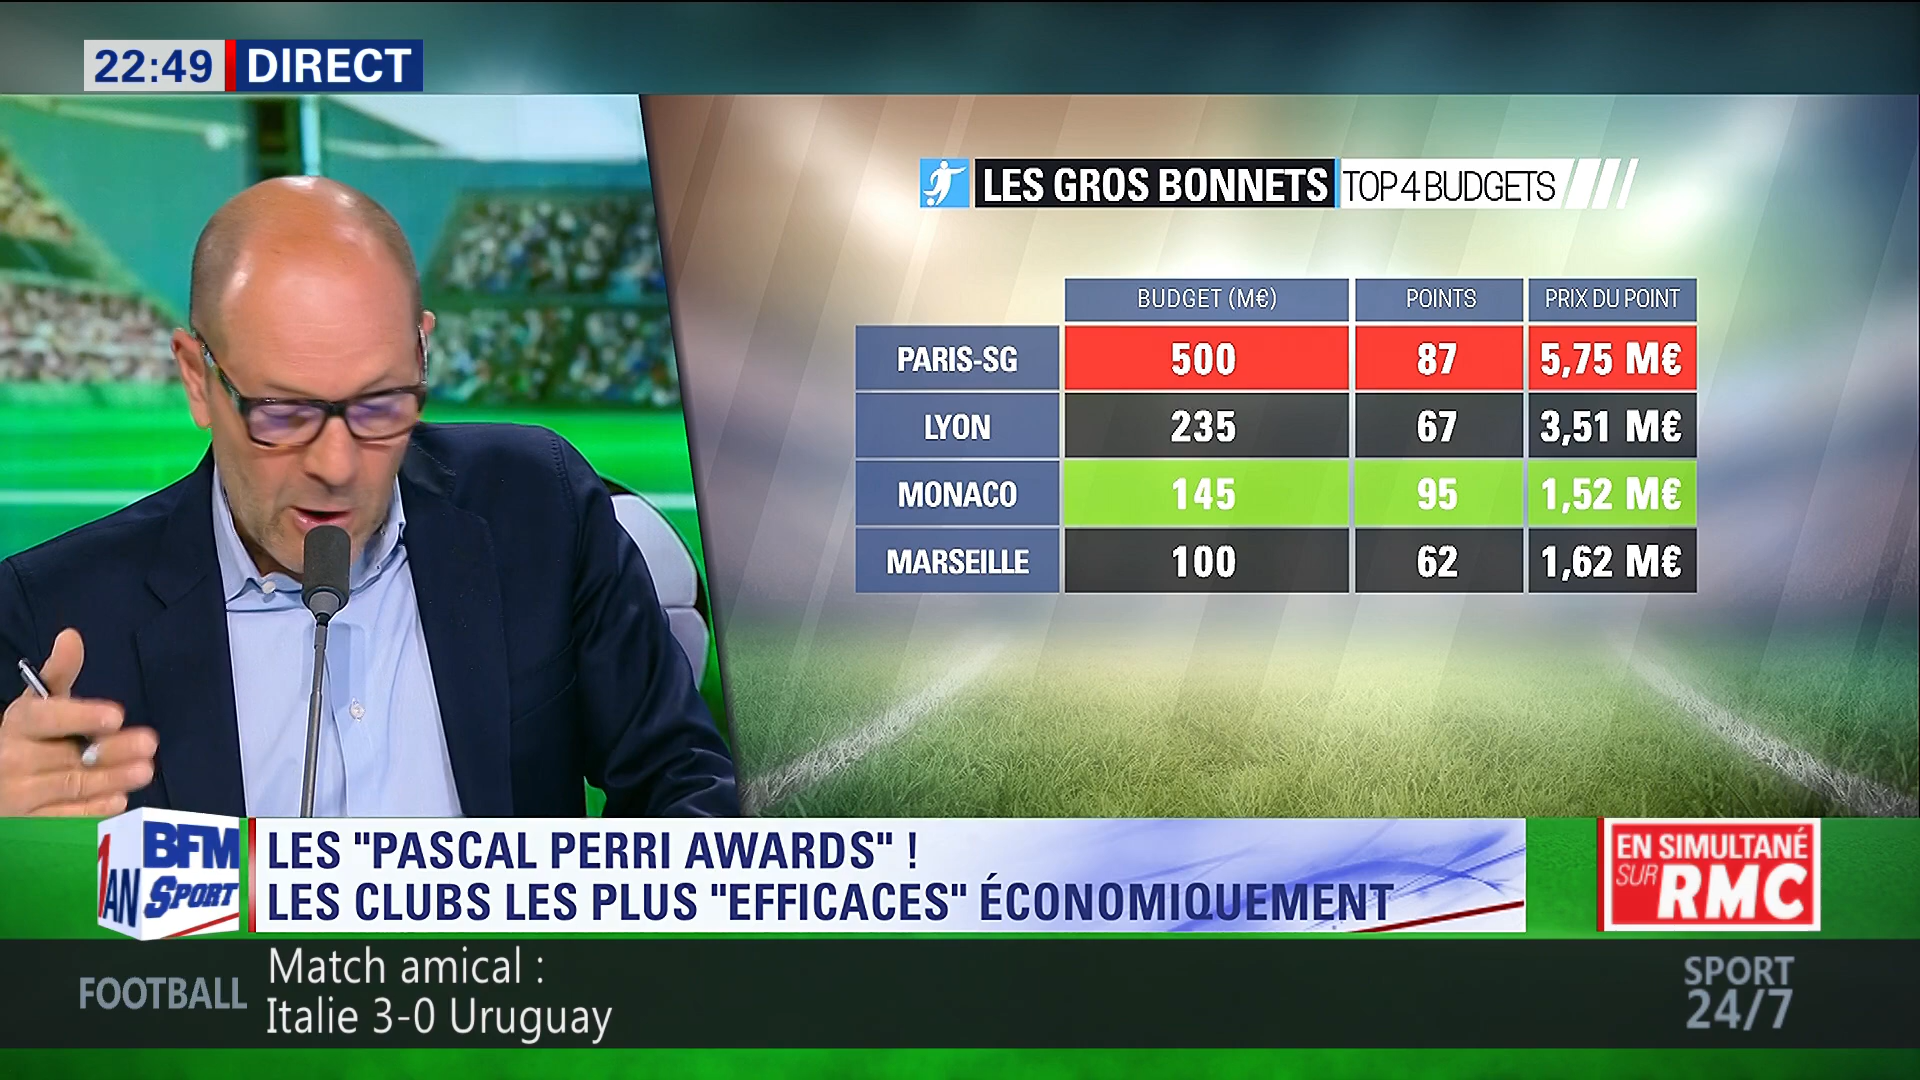 22:49 DIRECT
LES GROS BONNETS TOP 4 BUDGETS
BUDGET (M€) POINTS PRIX DU POINT
PARIS-SG 500 87 5,75 M€
LYON 235 67 3,51 M€
MONACO 145 95 1,52 M€
MARSEILLE 100 62 1,62 M€
1 AN BFM SPORT
LES "PASCAL PERRI AWARDS" !
LES CLUBS LES PLUS "EFFICACES" ÉCONOMIQUEMENT
EN SIMULTANÉ
SUR RMC
FOOTBALL
Match amical :
Italie 3-0 Uruguay
SPORT
24/7